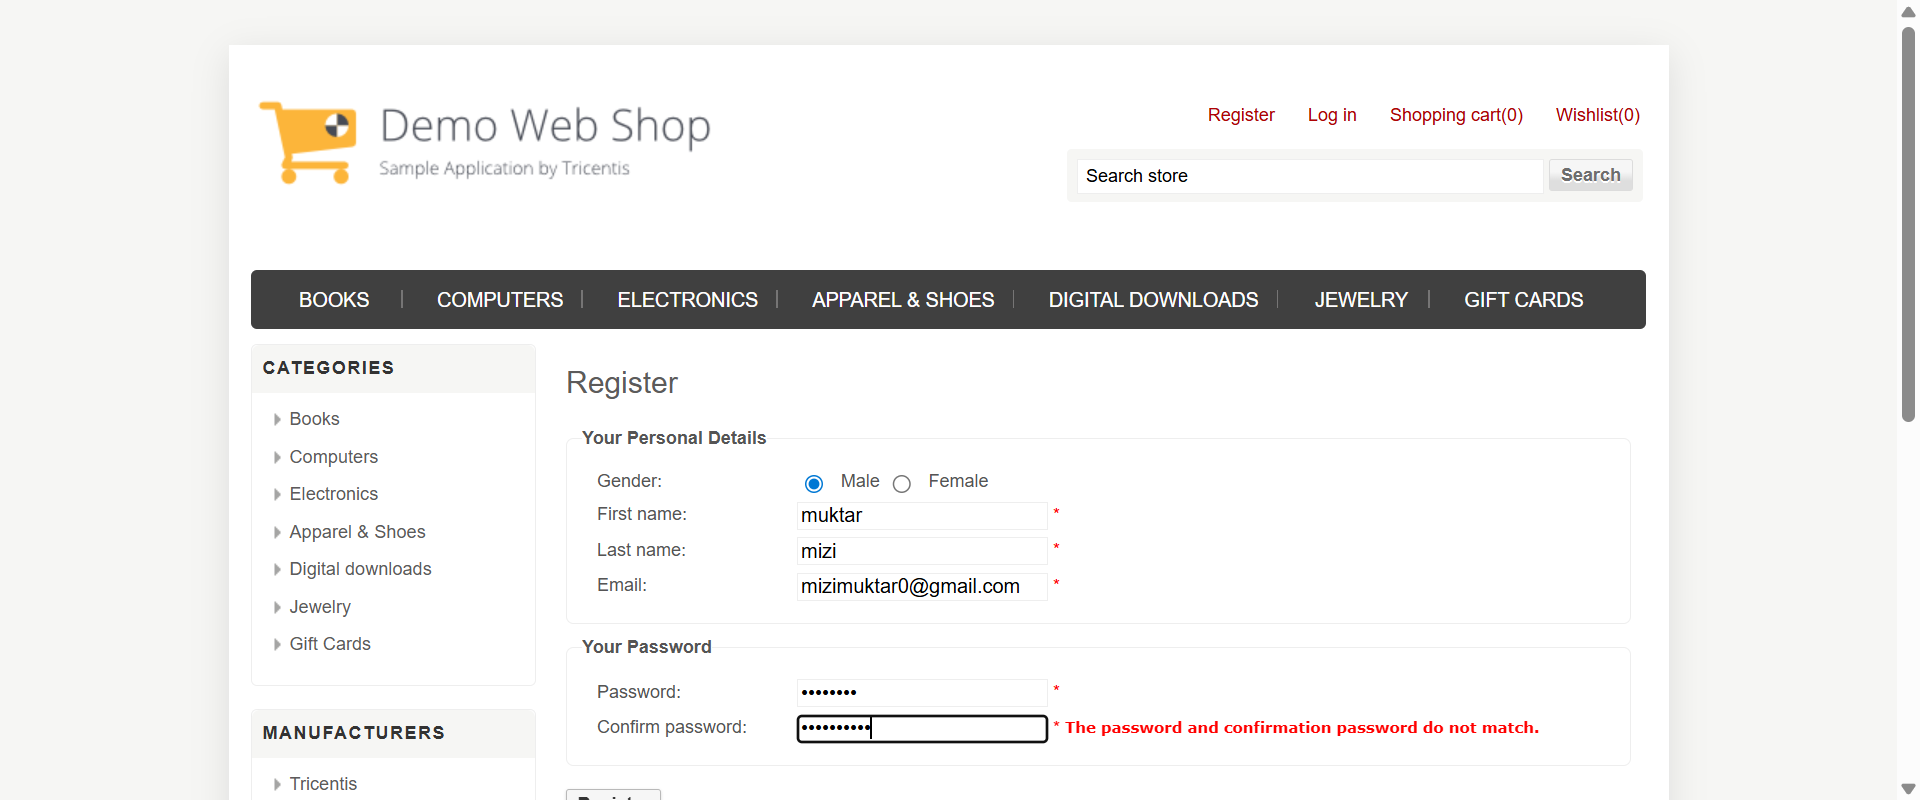 Demo Web Shop
Sample Application by Tricentis
Register Log in Shopping cart(0) Wishlist(0)
Search store Search
BOOKS COMPUTERS ELECTRONICS APPAREL & SHOES DIGITAL DOWNLOADS JEWELRY GIFT CARDS
CATEGORIES
Books
Computers
Electronics
Apparel & Shoes
Digital downloads
Jewelry
Gift Cards
MANUFACTURERS
Tricentis
Register
Your Personal Details
Gender: Male Female
First name: muktar *
Last name: mizi *
Email: mizimuktar0@gmail.com *
Your Password
Password: •••••••• *
Confirm password: •••••••••• * The password and confirmation password do not match.
Register